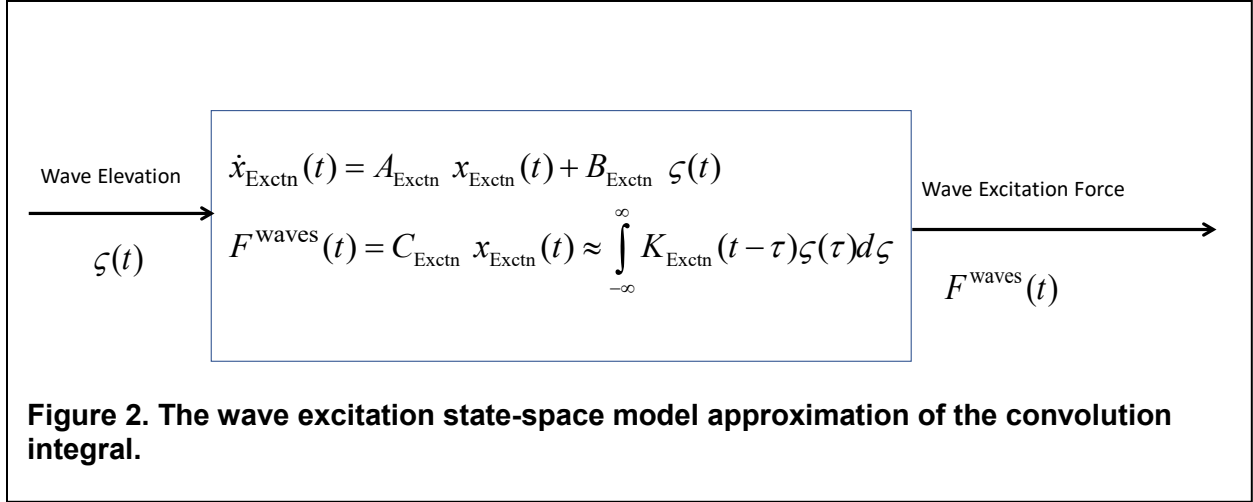 Wave Elevation
ς(t)
ẋ_Exctn(t) = A_Exctn x_Exctn(t) + B_Exctn ς(t)
F^waves(t) = C_Exctn x_Exctn(t) ≈ ∫_{−∞}^{∞} K_Exctn(t − τ)ς(τ)dς
Wave Excitation Force
F^waves(t)
Figure 2. The wave excitation state-space model approximation of the convolution
integral.